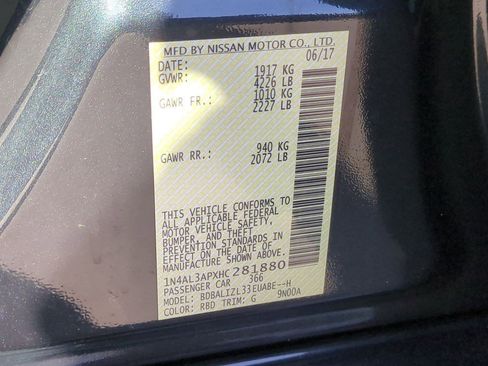 MFD BY NISSAN MOTOR CO., LTD.
DATE: 06/17
GVWR: 1917 KG
4226 LB
GAWR FR.: 1010 KG
2227 LB
GAWR RR.: 940 KG
2072 LB
THIS VEHICLE CONFORMS TO
ALL APPLICABLE FEDERAL
MOTOR VEHICLE SAFETY,
BUMPER, AND THEFT
PREVENTION STANDARDS IN
EFFECT ON THE DATE OF
MANUFACTURE SHOWN ABOVE.
1N4AL3APXHC281880
PASSENGER CAR 366
MODEL: BDBALIZL33EUABE--H
COLOR: RBD TRIM: G 9N00A